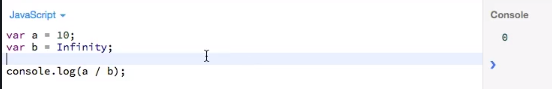 JavaScript
Console
var a = 10;
var b = Infinity;
console.log(a / b);
0